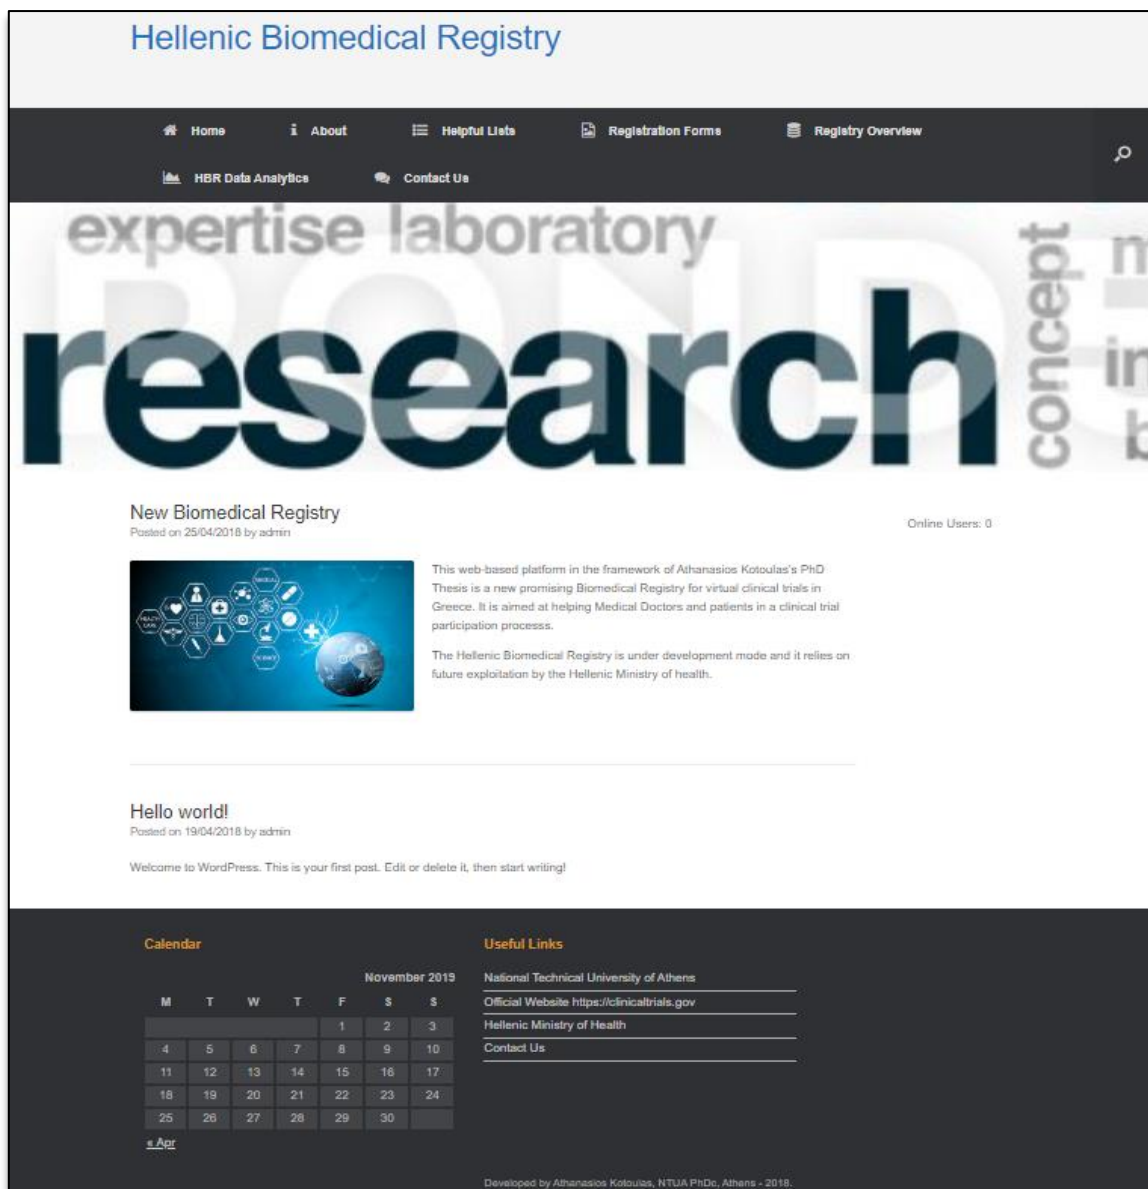 Hellenic Biomedical Registry
Home About Helpful Lists Registration Forms Registry Overview
HBR Data Analytics Contact Us
expertise laboratory
research
concept
New Biomedical Registry
Posted on 25/04/2018 by admin
Online Users: 0
MEDICAL
HEALTH CARE
SCIENCE
This web-based platform in the framework of Athanasios Kotoulas's PhD
Thesis is a new promising Biomedical Registry for virtual clinical trials in
Greece. It is aimed at helping Medical Doctors and patients in a clinical trial
participation processs.
The Hellenic Biomedical Registry is under development mode and it relies on
future exploitation by the Hellenic Ministry of health.
Hello world!
Posted on 19/04/2018 by admin
Welcome to WordPress. This is your first post. Edit or delete it, then start writing!
Calendar
November 2019
M T W T F S S
1 2 3
4 5 6 7 8 9 10
11 12 13 14 15 16 17
18 19 20 21 22 23 24
25 26 27 28 29 30
« Apr
Useful Links
National Technical University of Athens
Official Website https://clinicaltrials.gov
Hellenic Ministry of Health
Contact Us
Developed by Athanasios Kotoulas, NTUA PhDc, Athens - 2018.